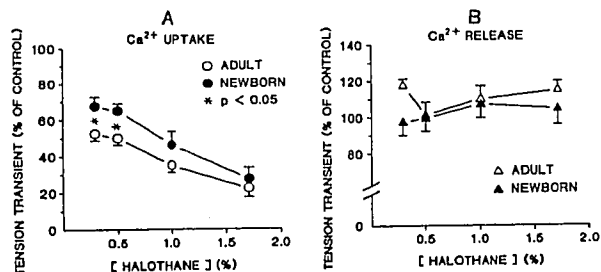 A
Ca²⁺ UPTAKE
TENSION TRANSIENT (% OF CONTROL)
100
80
60
40
20
0
ADULT
NEWBORN
* p < 0.05
* *
0.5 1.0 1.5 2.0
[ HALOTHANE ] (%)
B
Ca²⁺ RELEASE
TENSION TRANSIENT (% OF CONTROL)
140
120
100
80
0
ADULT
NEWBORN
0.5 1.0 1.5 2.0
[ HALOTHANE ] (%)